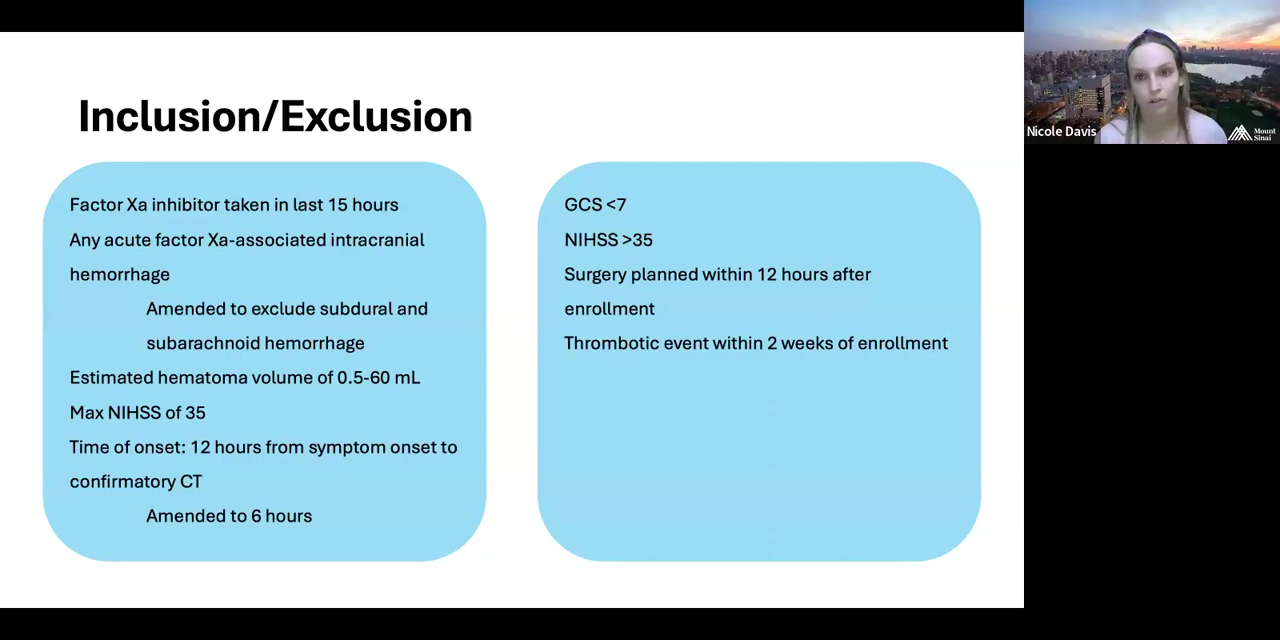 Inclusion/Exclusion
Factor Xa inhibitor taken in last 15 hours
Any acute factor Xa-associated intracranial
hemorrhage
Amended to exclude subdural and
subarachnoid hemorrhage
Estimated hematoma volume of 0.5-60 mL
Max NIHSS of 35
Time of onset: 12 hours from symptom onset to
confirmatory CT
Amended to 6 hours
GCS <7
NIHSS >35
Surgery planned within 12 hours after
enrollment
Thrombotic event within 2 weeks of enrollment
Nicole Davis
Mount
Sinai